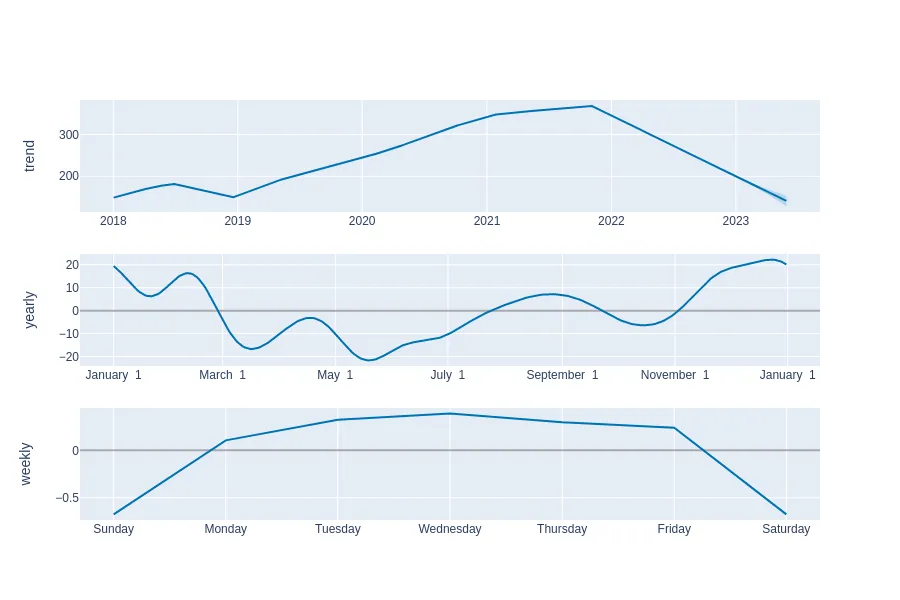 trend
300
200
2018 2019 2020 2021 2022 2023
yearly
20
10
0
−10
−20
January 1 March 1 May 1 July 1 September 1 November 1 January 1
weekly
0
−0.5
Sunday Monday Tuesday Wednesday Thursday Friday Saturday